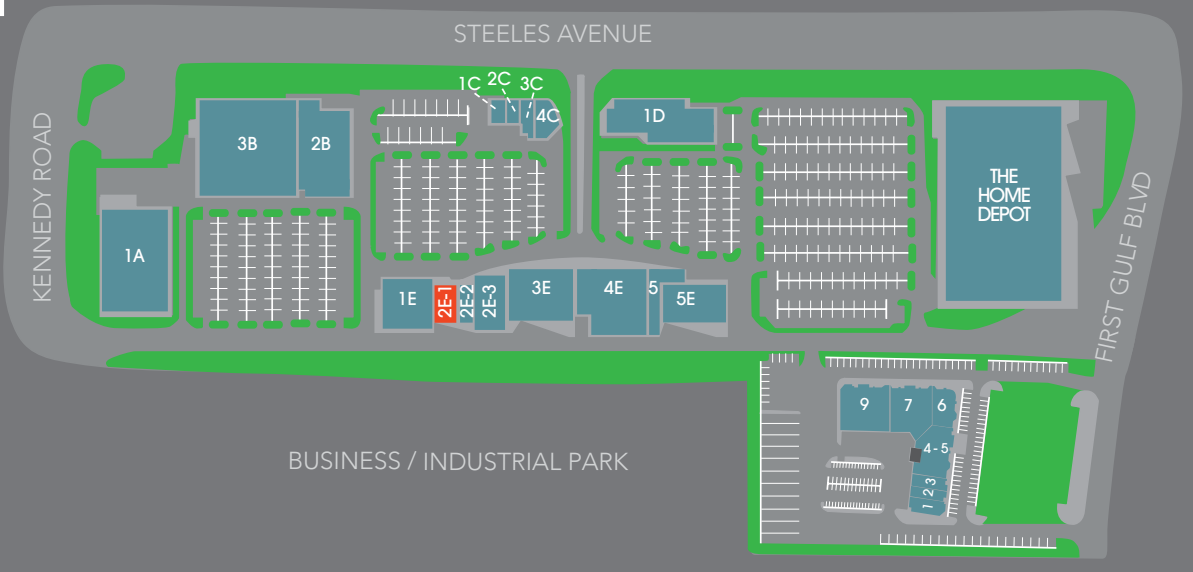 STEELES AVENUE
KENNEDY ROAD
FIRST GULF BLVD
1C
2C
3C
4C
3B
2B
1D
THE
HOME
DEPOT
1A
1E
2E-1
2E-2
2E-3
3E
4E
5
5E
9
7
6
4 - 5
3
2
1
BUSINESS / INDUSTRIAL PARK